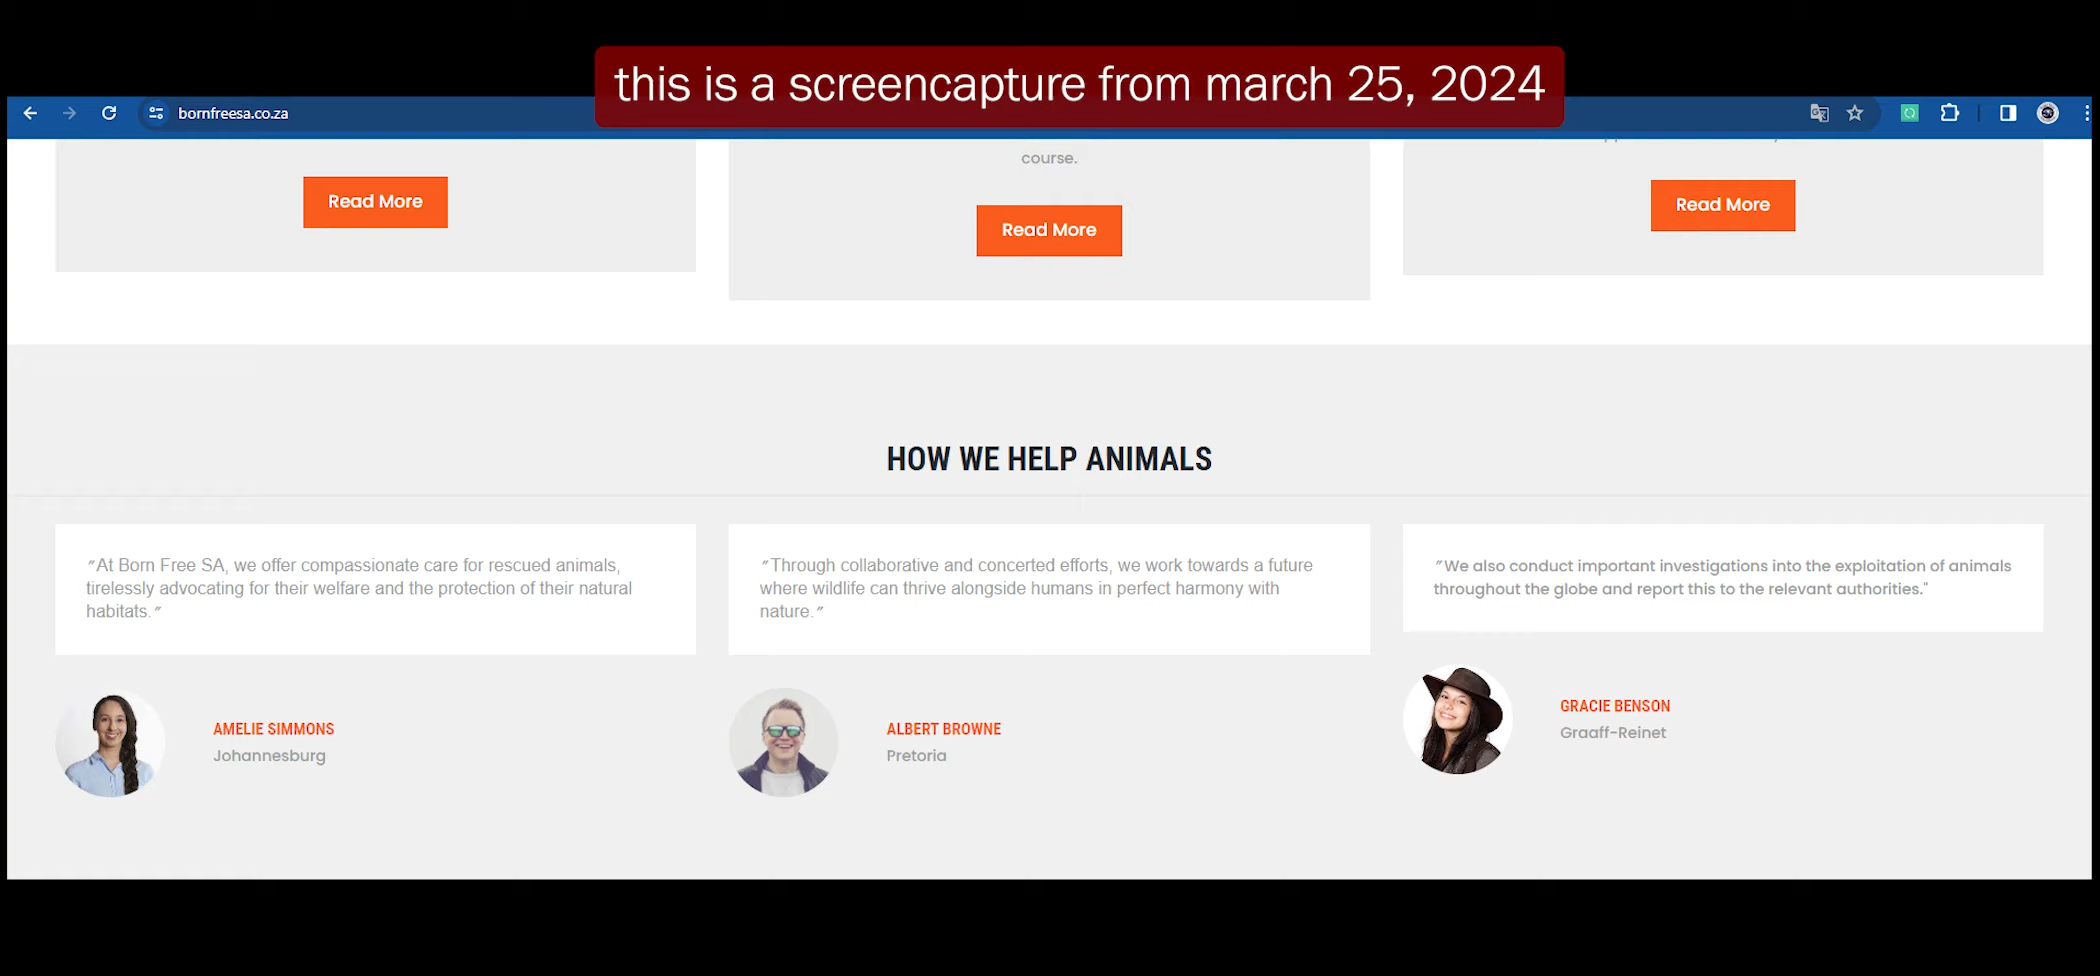 this is a screencapture from march 25, 2024
bornfreesa.co.za
course.
Read More
Read More
Read More
HOW WE HELP ANIMALS
"At Born Free SA, we offer compassionate care for rescued animals,
tirelessly advocating for their welfare and the protection of their natural
habitats."
"Through collaborative and concerted efforts, we work towards a future
where wildlife can thrive alongside humans in perfect harmony with
nature."
"We also conduct important investigations into the exploitation of animals
throughout the globe and report this to the relevant authorities."
AMELIE SIMMONS
Johannesburg
ALBERT BROWNE
Pretoria
GRACIE BENSON
Graaff-Reinet